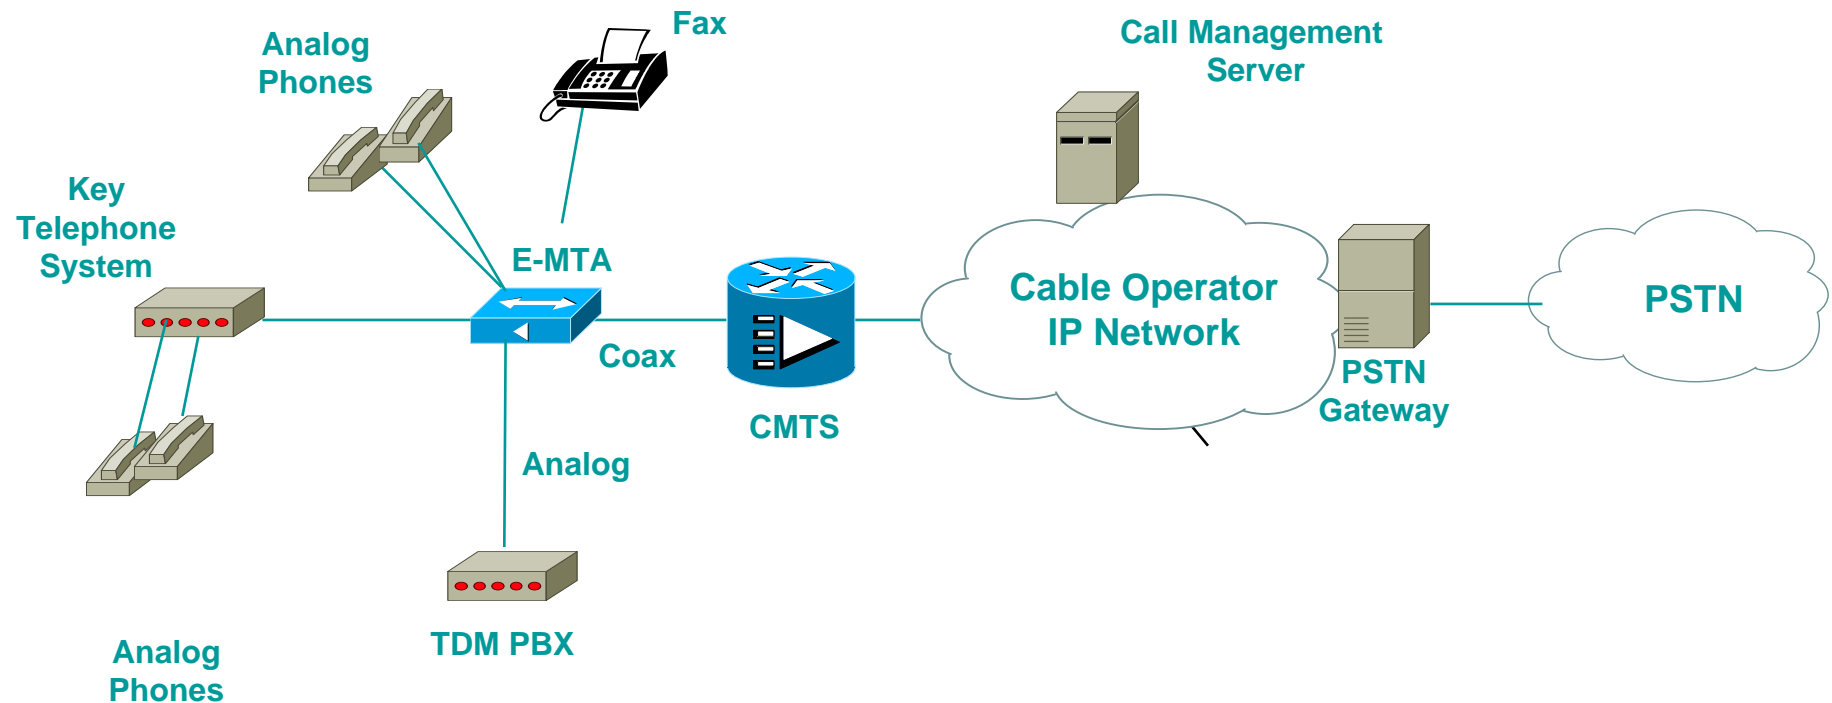 Fax
Analog
Phones
Call Management
Server
Key
Telephone
System
E-MTA
Cable Operator
IP Network
PSTN
Coax
PSTN
Gateway
CMTS
Analog
TDM PBX
Analog
Phones